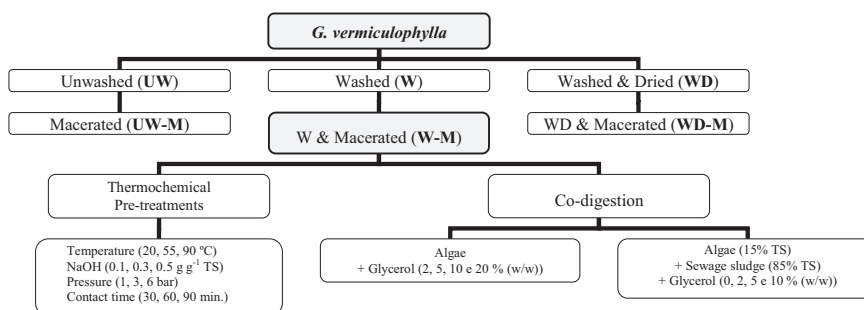 G. vermiculophylla
Unwashed (UW)
Washed (W)
Washed & Dried (WD)
Macerated (UW-M)
W & Macerated (W-M)
WD & Macerated (WD-M)
Thermochemical
Pre-treatments
Co-digestion
Temperature (20, 55, 90 ºC)
NaOH (0.1, 0.3, 0.5 g g⁻¹ TS)
Pressure (1, 3, 6 bar)
Contact time (30, 60, 90 min.)
Algae
+ Glycerol (2, 5, 10 e 20 % (w/w))
Algae (15% TS)
+ Sewage sludge (85% TS)
+ Glycerol (0, 2, 5 e 10 % (w/w))